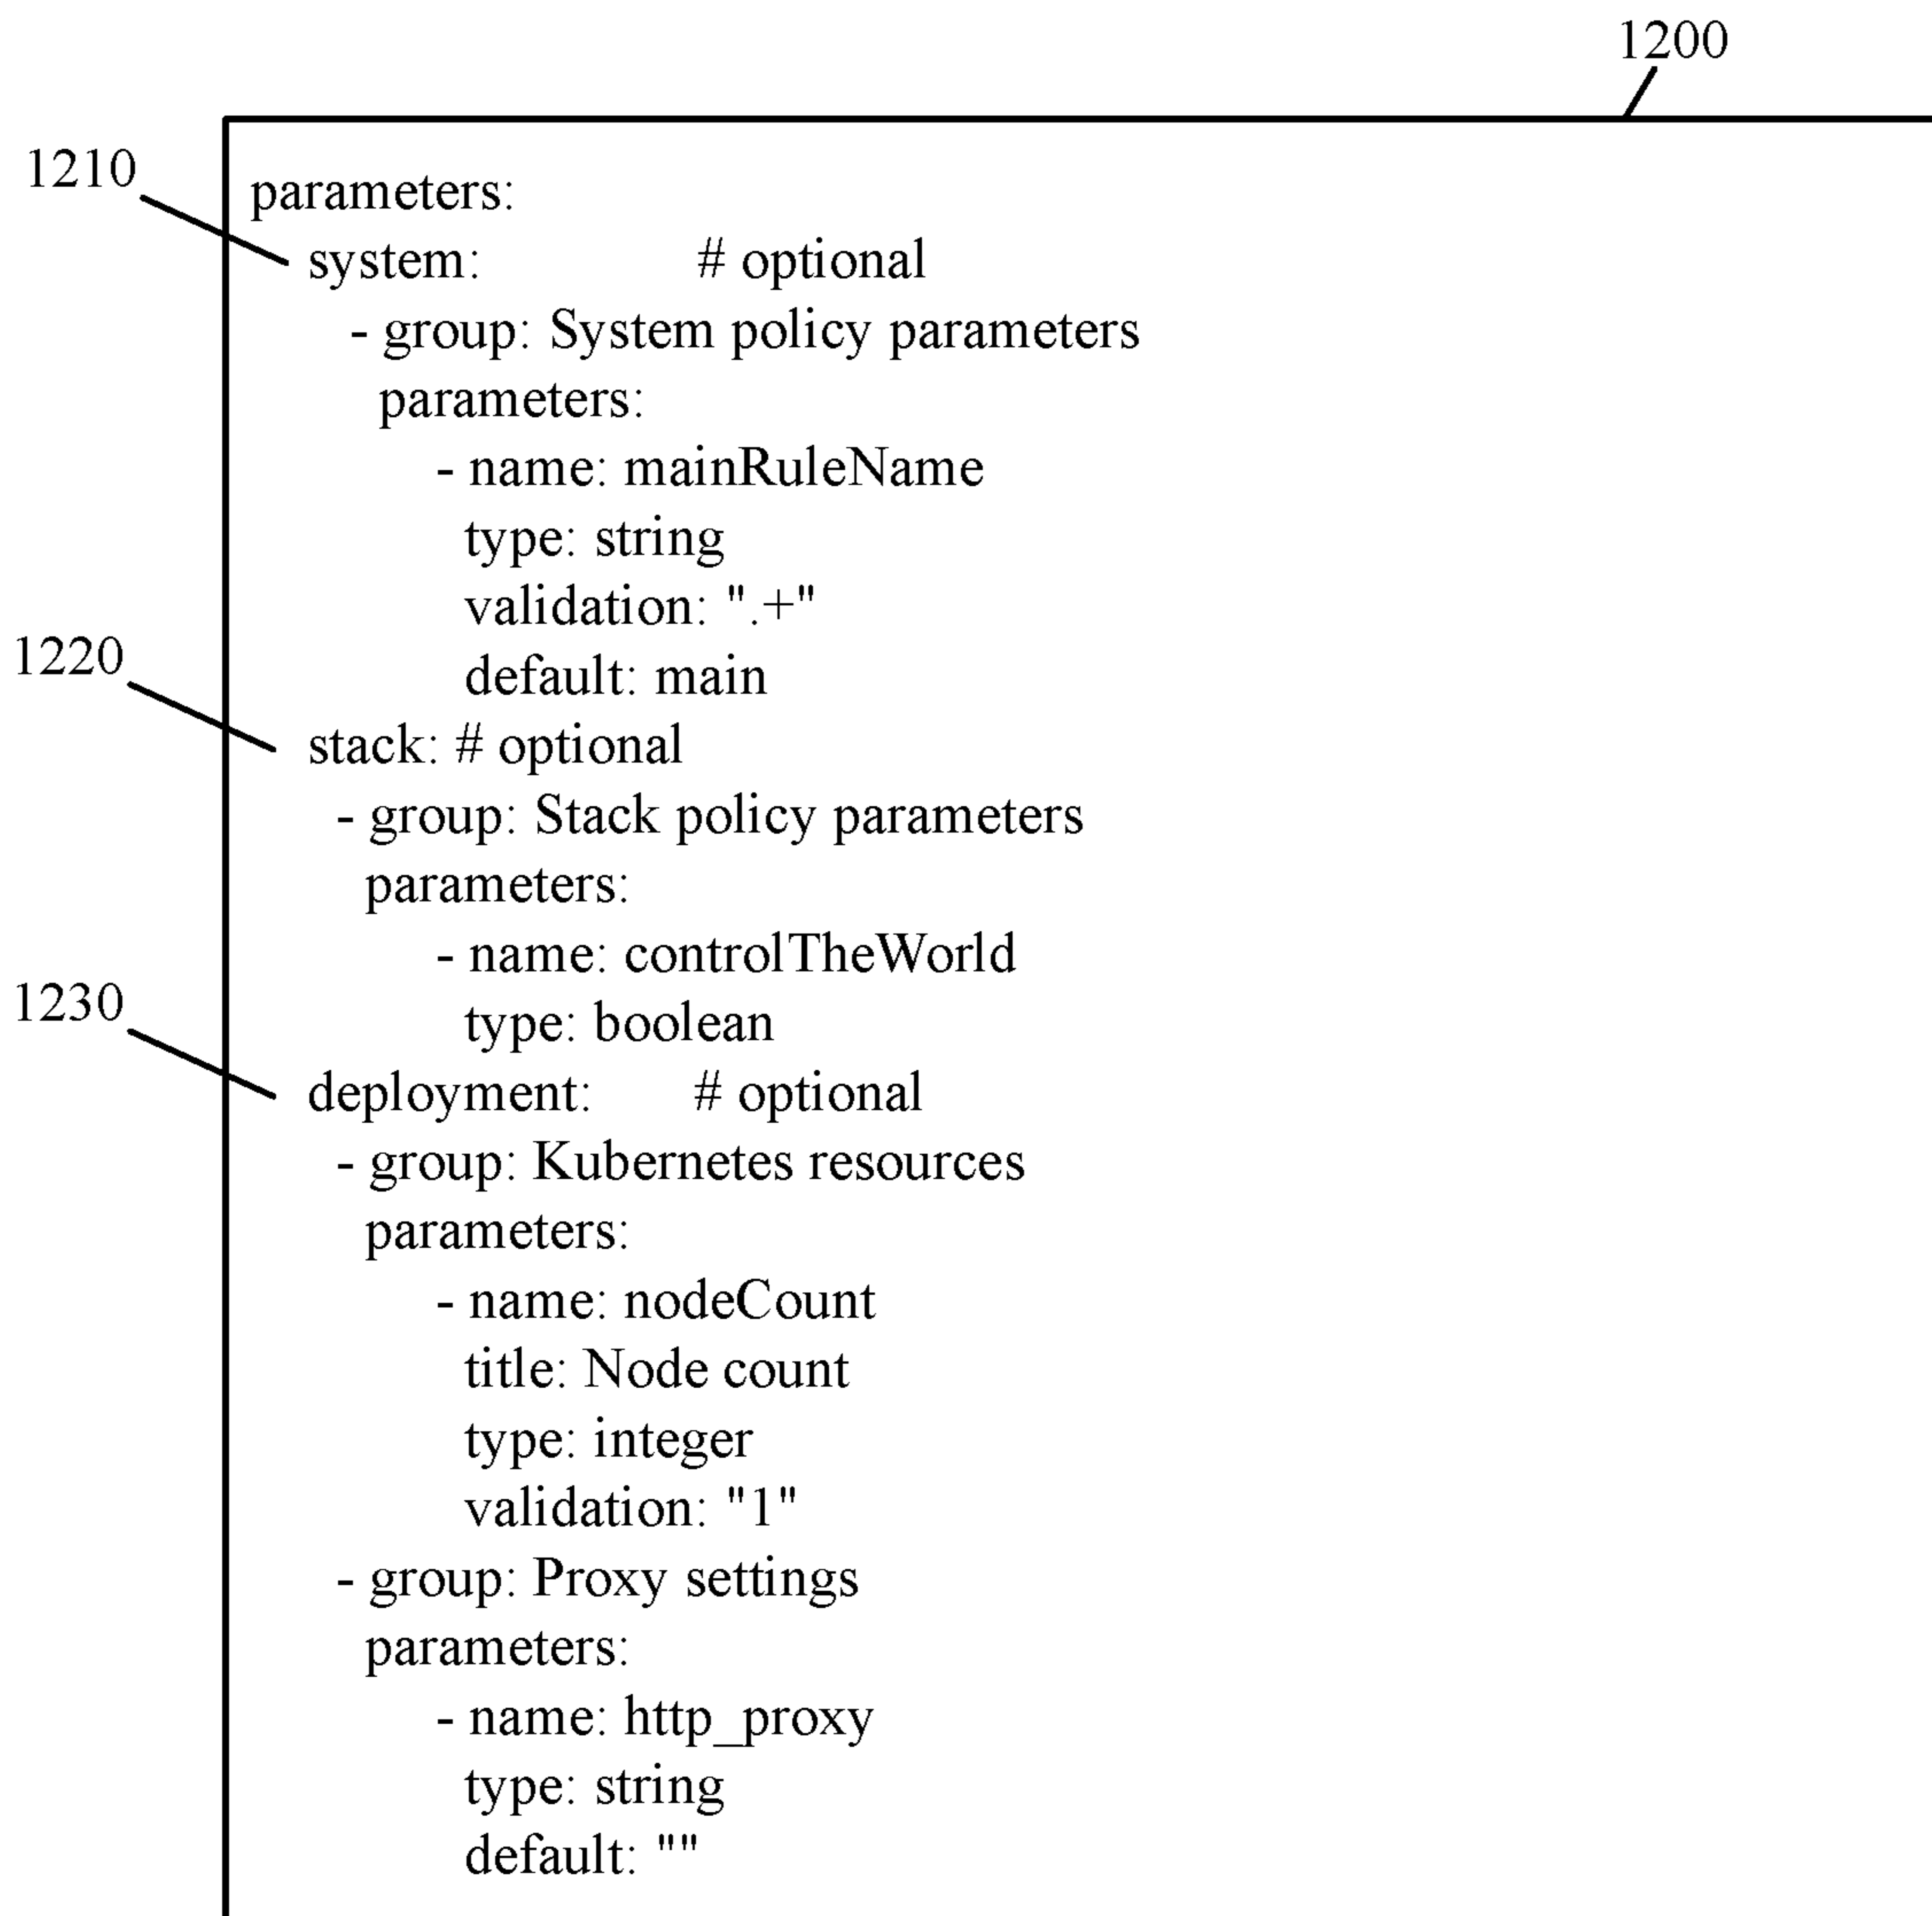 1200
1210
parameters:
system: # optional
- group: System policy parameters
parameters:
- name: mainRuleName
type: string
validation: ".+"
default: main
1220
stack: # optional
- group: Stack policy parameters
parameters:
- name: controlTheWorld
type: boolean
1230
deployment: # optional
- group: Kubernetes resources
parameters:
- name: nodeCount
title: Node count
type: integer
validation: "1"
- group: Proxy settings
parameters:
- name: http_proxy
type: string
default: ""